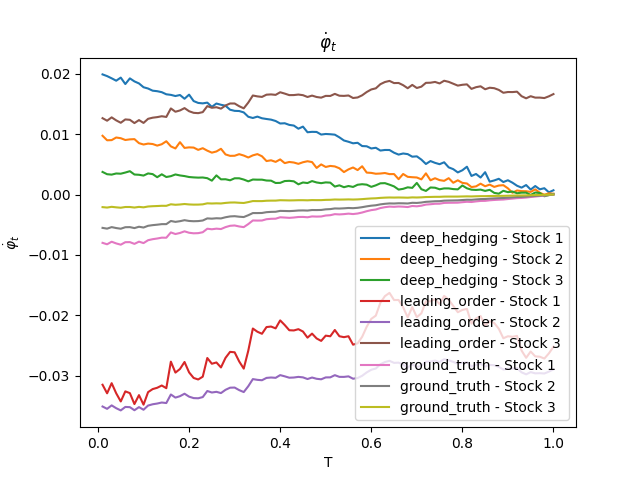 φ̇ₜ
0.02
0.01
0.00
−0.01
−0.02
−0.03
φ̇ₜ
0.0
0.2
0.4
0.6
0.8
1.0
T
deep_hedging - Stock 1
deep_hedging - Stock 2
deep_hedging - Stock 3
leading_order - Stock 1
leading_order - Stock 2
leading_order - Stock 3
ground_truth - Stock 1
ground_truth - Stock 2
ground_truth - Stock 3